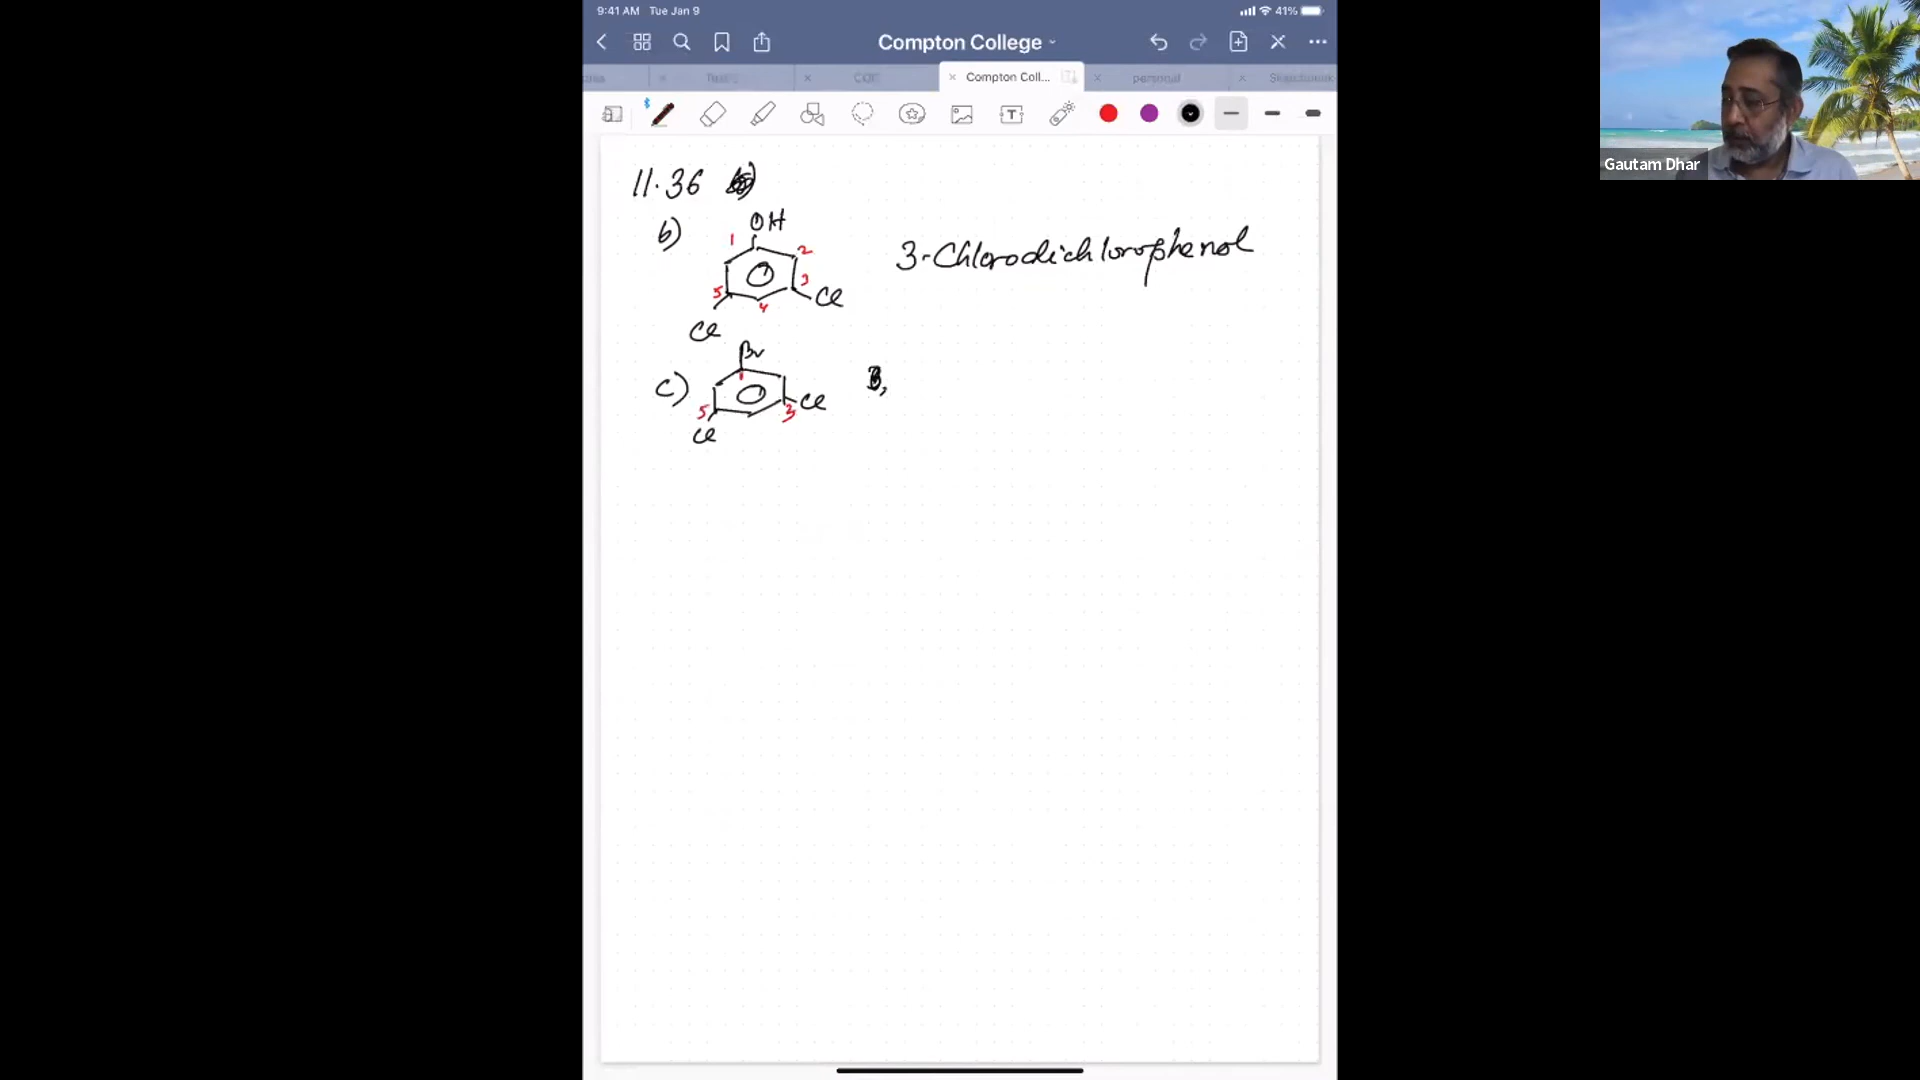 9:41 AM Tue Jan 9
41%
Compton College
Compton Coll...
personal
T
Gautam Dhar
11.36
b)
OH
1
2
3
4
5
Cl
Cl
3-Chlorodichlorophenol
c)
Br
1
3
5
Cl
Cl
3,